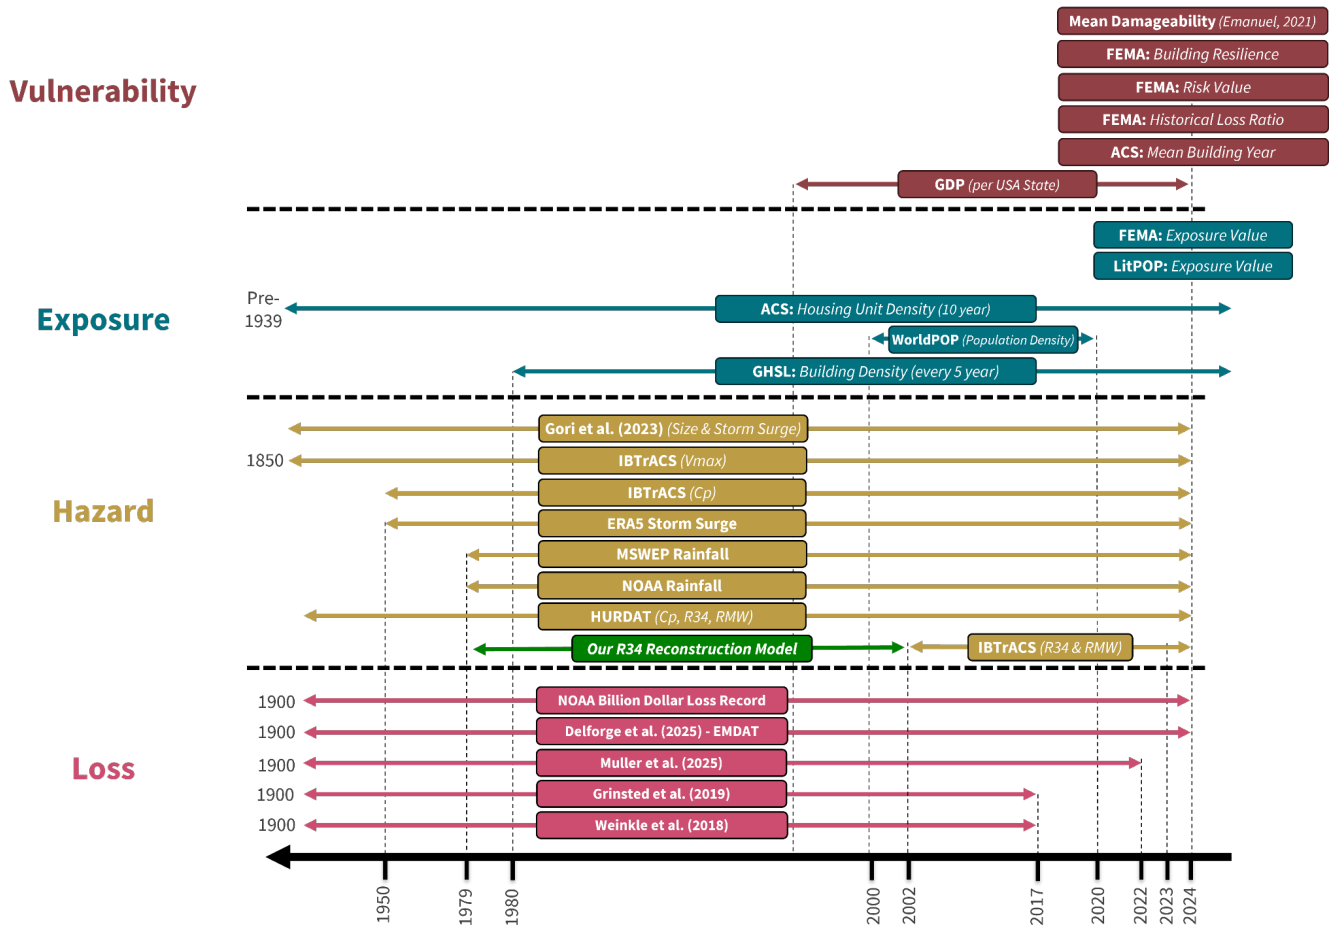 Vulnerability
Mean Damageability (Emanuel, 2021)
FEMA: Building Resilience
FEMA: Risk Value
FEMA: Historical Loss Ratio
ACS: Mean Building Year
GDP (per USA State)
Exposure
FEMA: Exposure Value
LitPOP: Exposure Value
Pre-
1939
ACS: Housing Unit Density (10 year)
WorldPOP (Population Density)
GHSL: Building Density (every 5 year)
Hazard
Gori et al. (2023) (Size & Storm Surge)
1850
IBTrACS (Vmax)
IBTrACS (Cp)
ERA5 Storm Surge
MSWEP Rainfall
NOAA Rainfall
HURDAT (Cp, R34, RMW)
Our R34 Reconstruction Model
IBTrACS (R34 & RMW)
Loss
1900
NOAA Billion Dollar Loss Record
1900
Delforge et al. (2025) - EMDAT
1900
Muller et al. (2025)
1900
Grinsted et al. (2019)
1900
Weinkle et al. (2018)
1950
1979
1980
2000
2002
2017
2020
2022
2023
2024